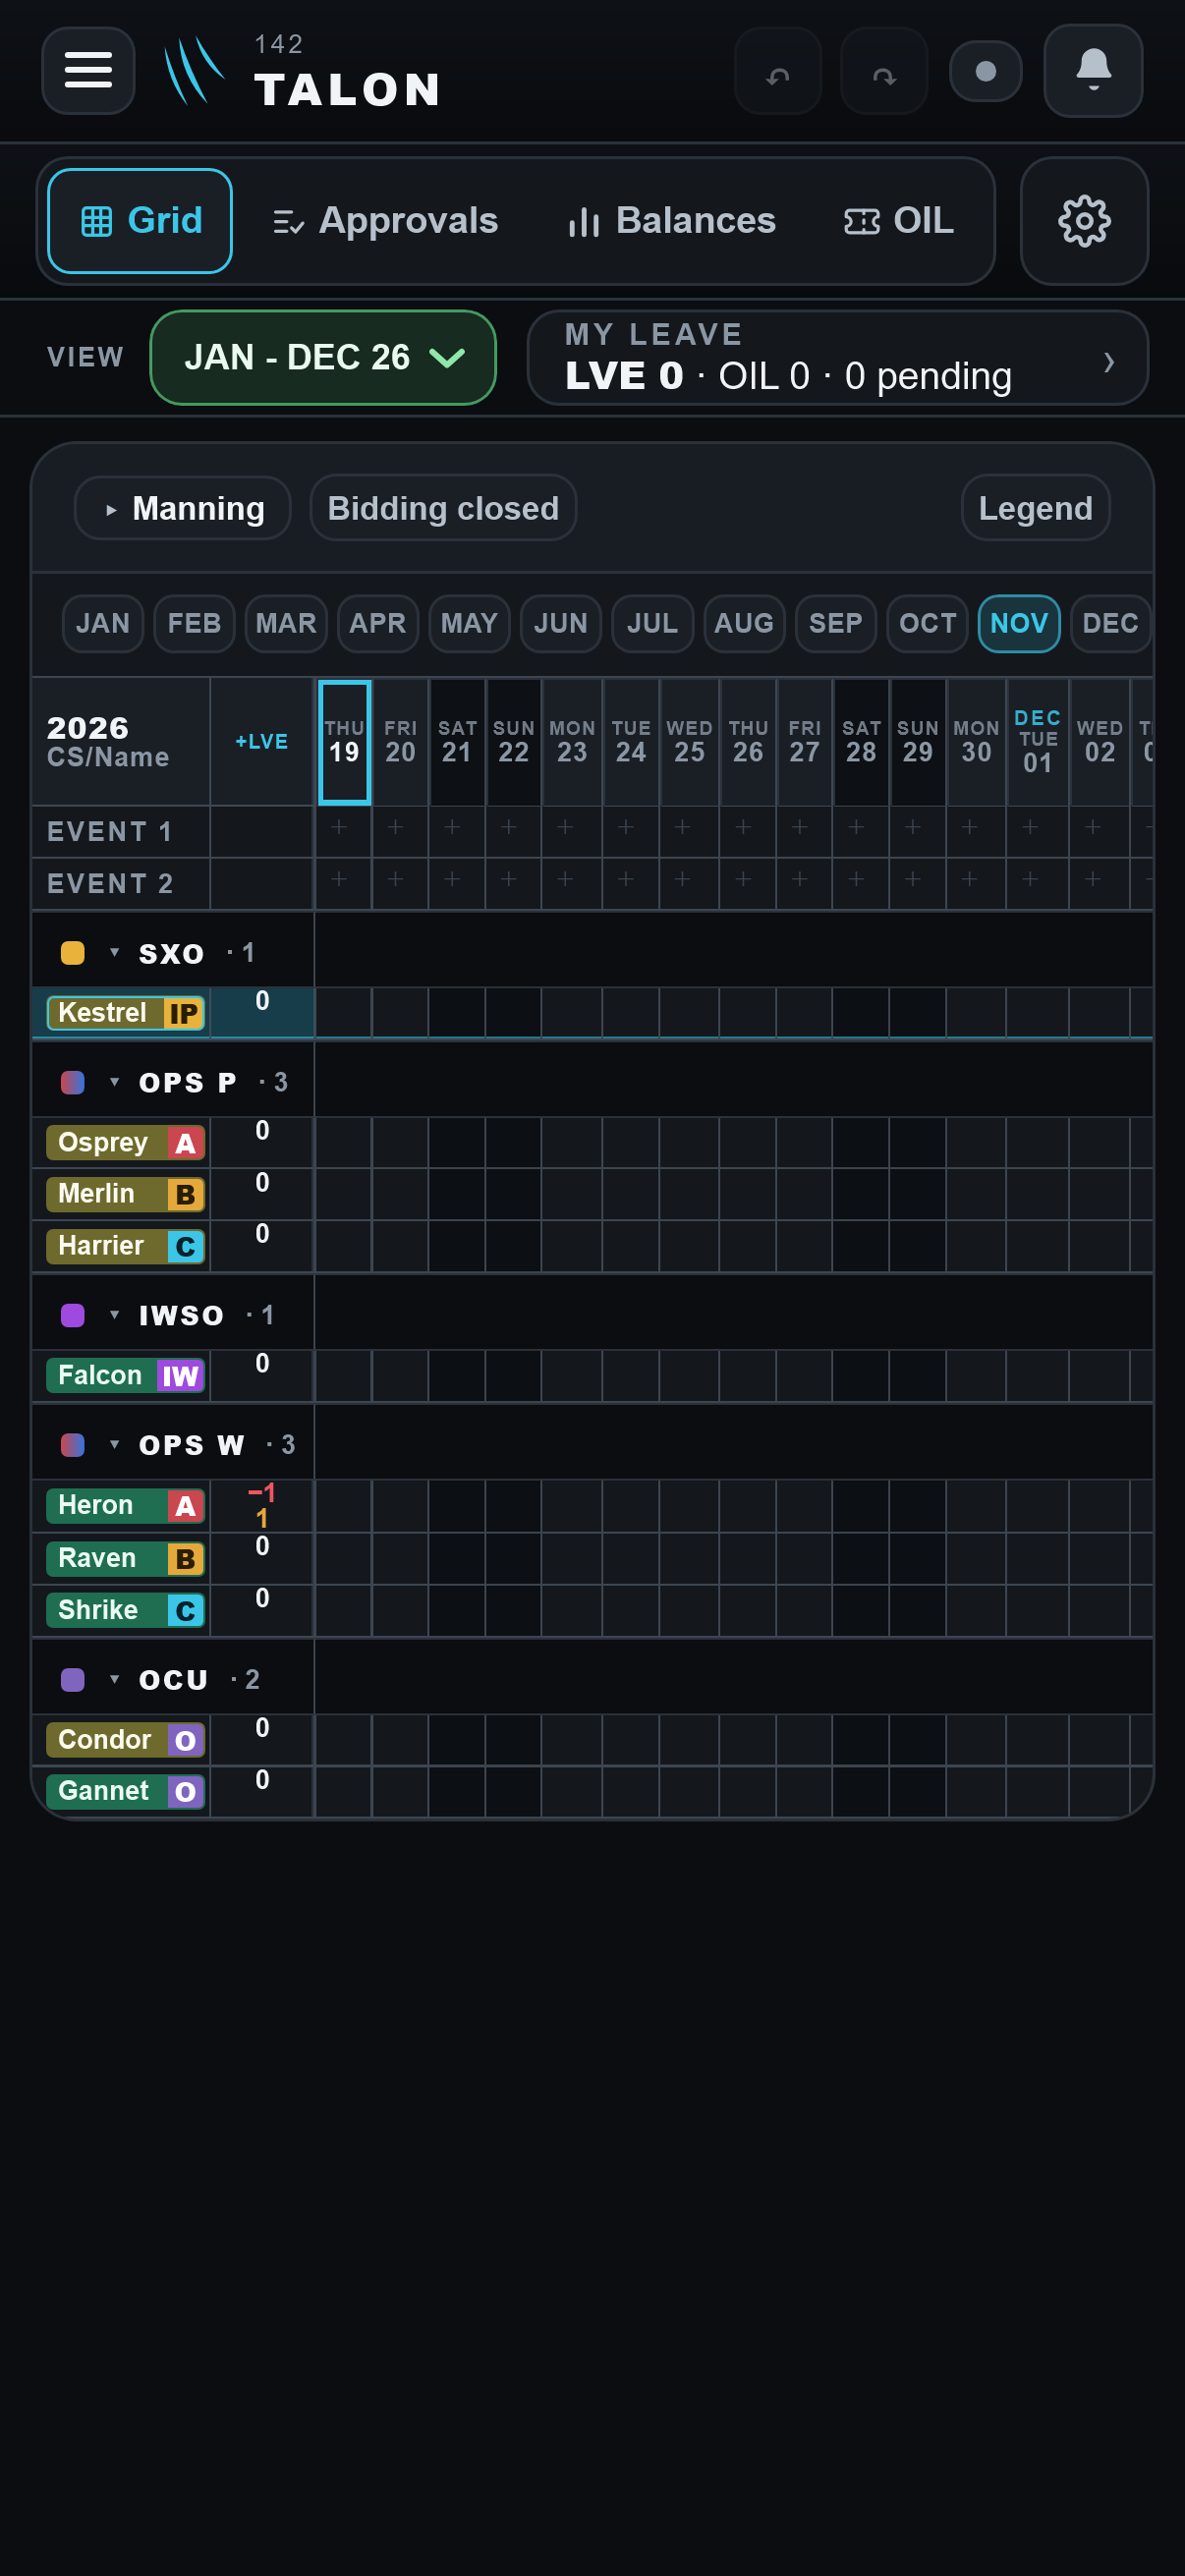 142
TALON
Grid
Approvals
Balances
OIL
VIEW
JAN - DEC 26
MY LEAVE
LVE 0 · OIL 0 · 0 pending
Manning
Bidding closed
Legend
JAN FEB MAR APR MAY JUN JUL AUG SEP OCT NOV DEC
2026
CS/Name
+LVE
THU 19
FRI 20
SAT 21
SUN 22
MON 23
TUE 24
WED 25
THU 26
FRI 27
SAT 28
SUN 29
MON 30
DEC TUE 01
WED 02
EVENT 1
EVENT 2
SXO · 1
Kestrel IP 0
OPS P · 3
Osprey A 0
Merlin B 0
Harrier C 0
IWSO · 1
Falcon IW 0
OPS W · 3
Heron A −1 1
Raven B 0
Shrike C 0
OCU · 2
Condor O 0
Gannet O 0